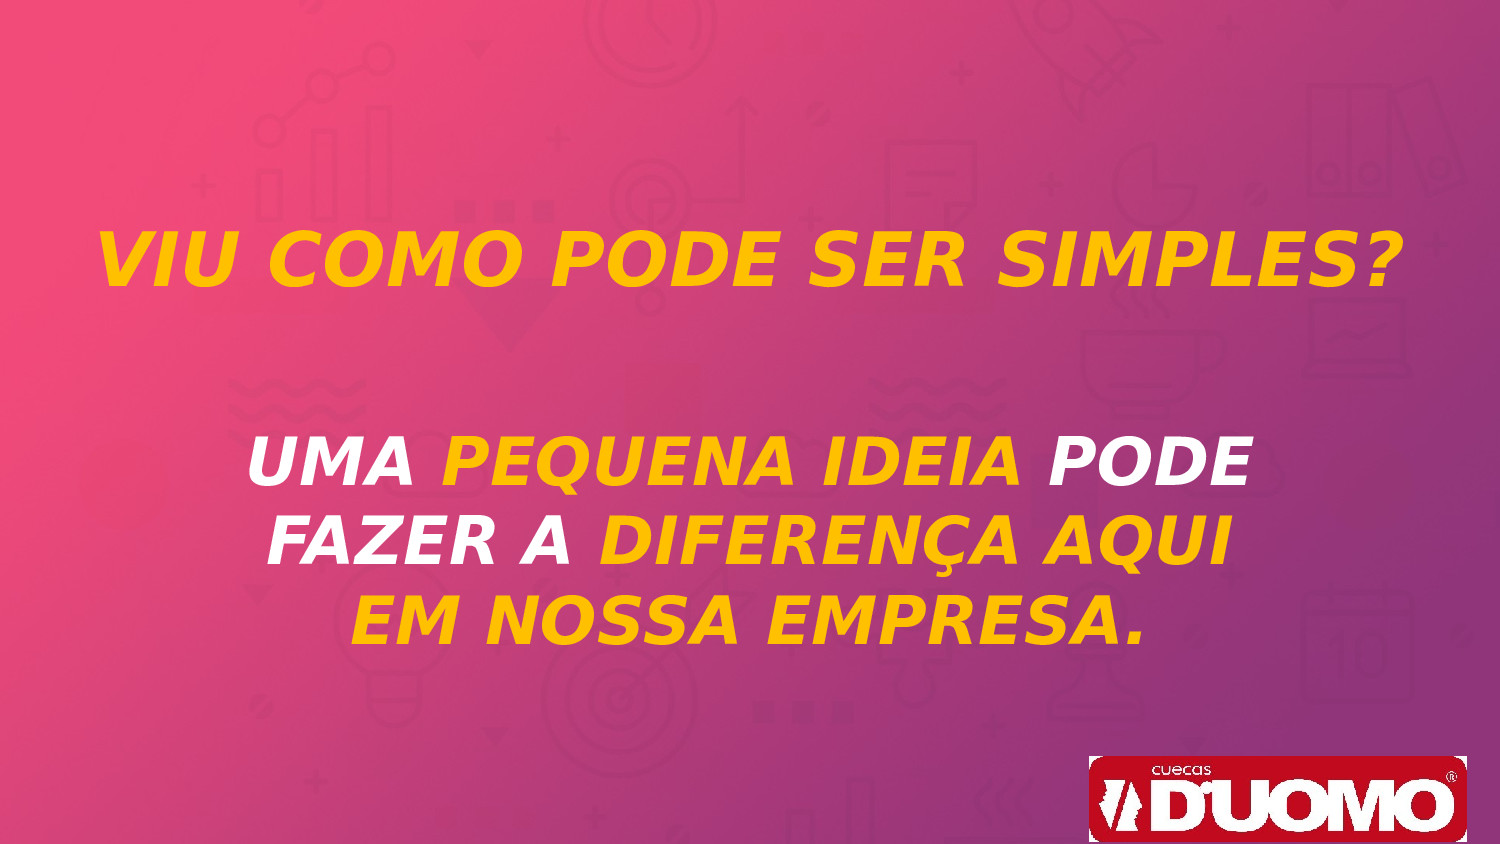 VIU COMO PODE SER SIMPLES?
UMA PEQUENA IDEIA PODE
FAZER A DIFERENÇA AQUI
EM NOSSA EMPRESA.
cuecas
D'UOMO®